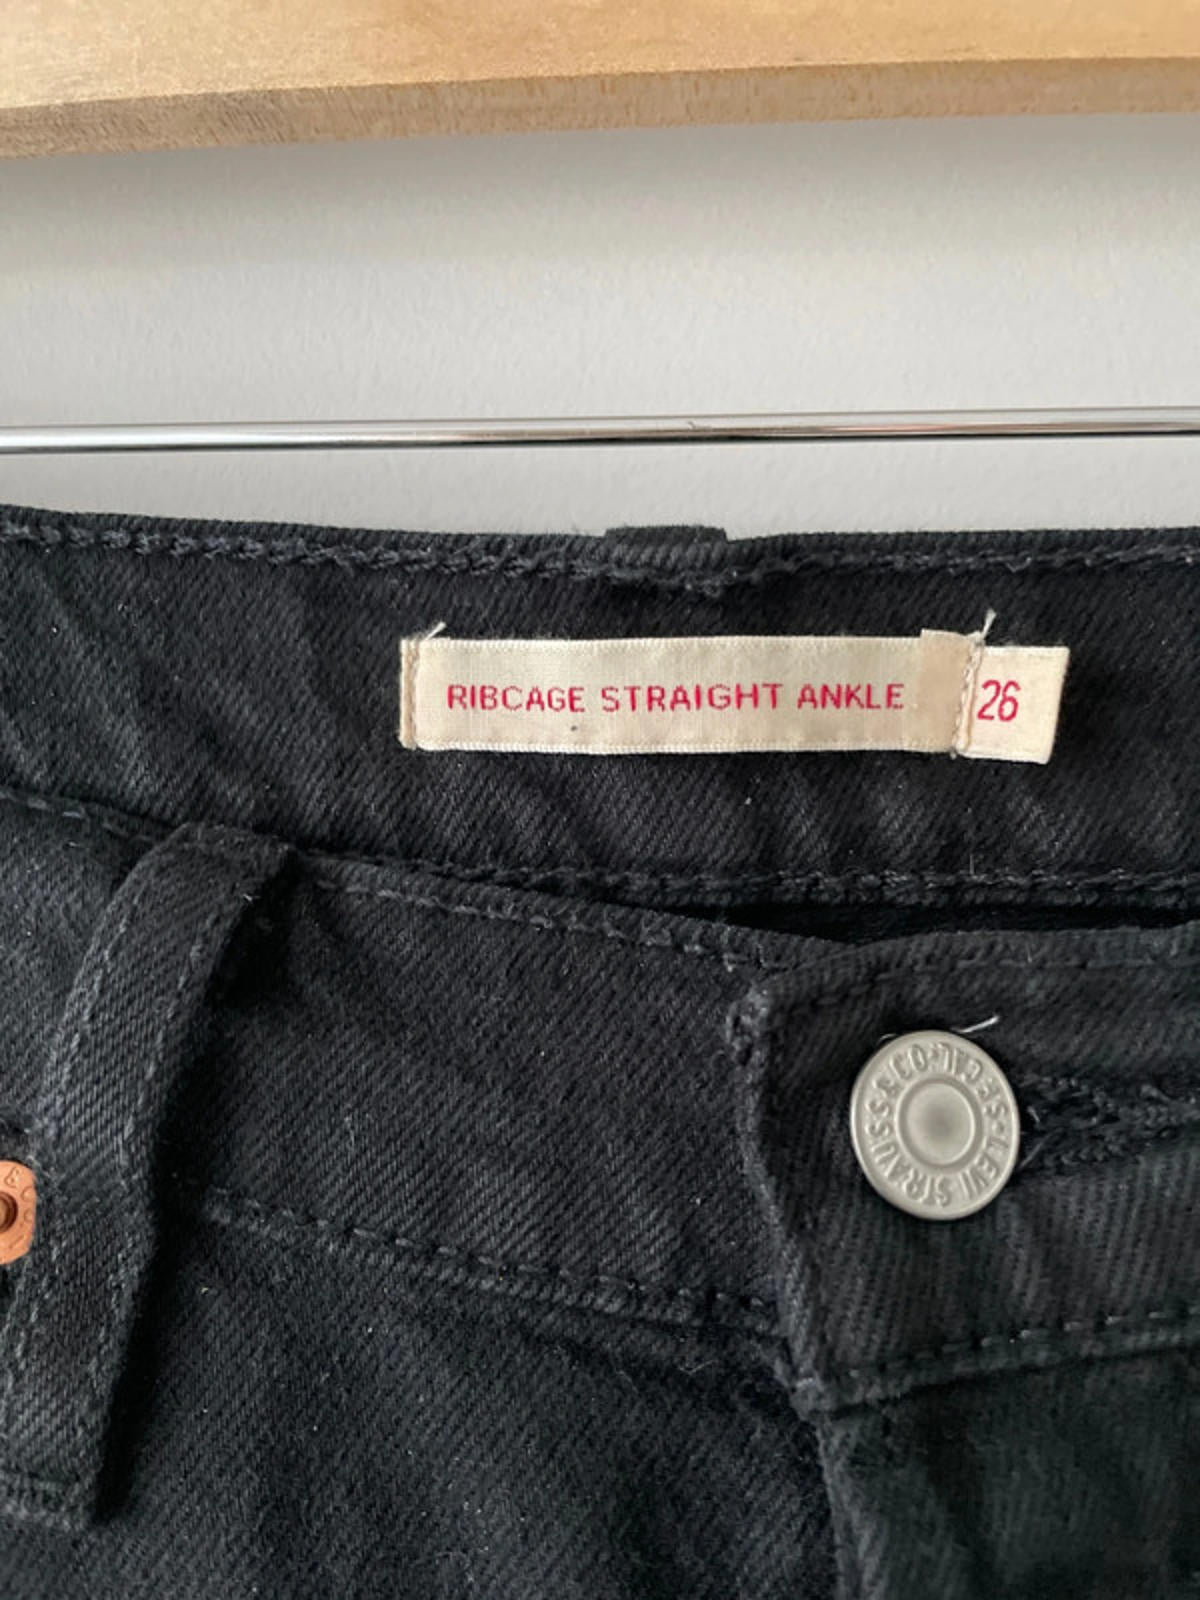 RIBCAGE STRAIGHT ANKLE
26
LEVI STRAUSS & CO. S.F. CAL.